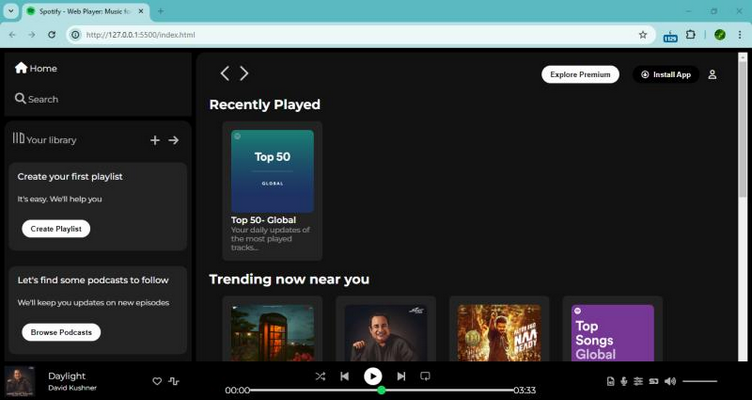 Spotify - Web Player: Music fo
http://127.0.0.1:5500/index.html
1129
Home
Search
Your library
Create your first playlist
It's easy. We'll help you
Create Playlist
Let's find some podcasts to follow
We'll keep you updates on new episodes
Browse Podcasts
Explore Premium
Install App
Recently Played
Top 50
GLOBAL
Top 50- Global
Your daily updates of
the most played
tracks...
Trending now near you
NAA
READY
Top
Songs
Global
Daylight
David Kushner
00:00
03:33